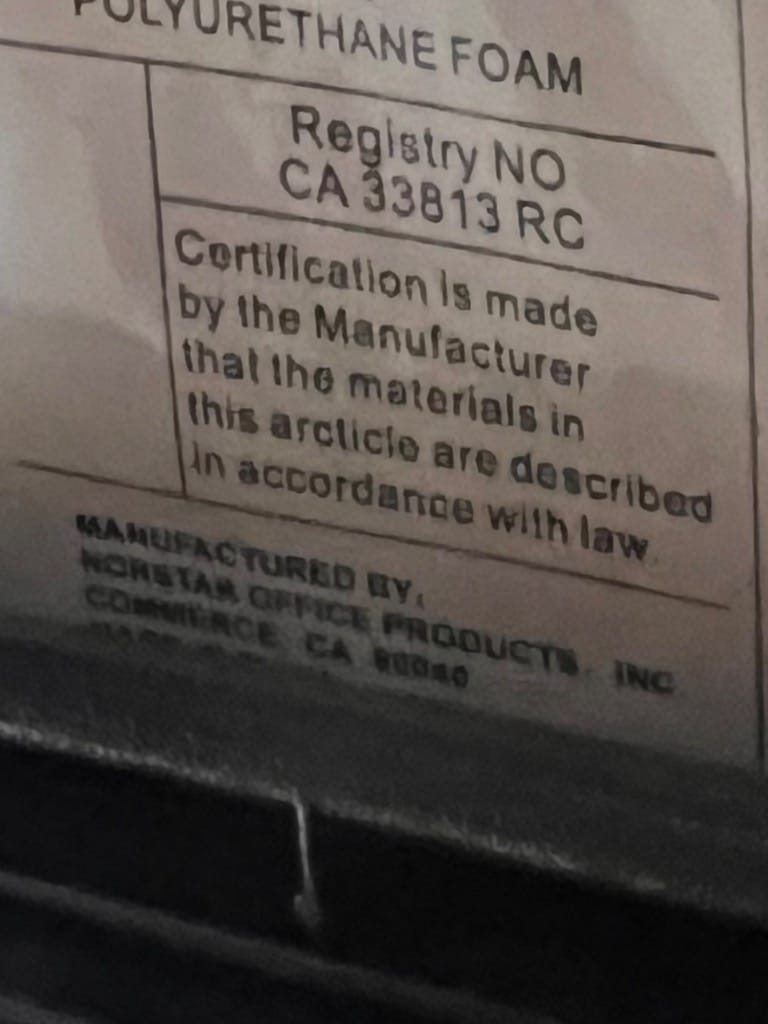 POLYURETHANE FOAM
Registry NO
CA 33813 RC
Certification is made
by the Manufacturer
that the materials in
this arcticle are described
in accordance with law
MANUFACTURED BY:
NORSTAR OFFICE PRODUCTS, INC
COMMERCE, CA 90040